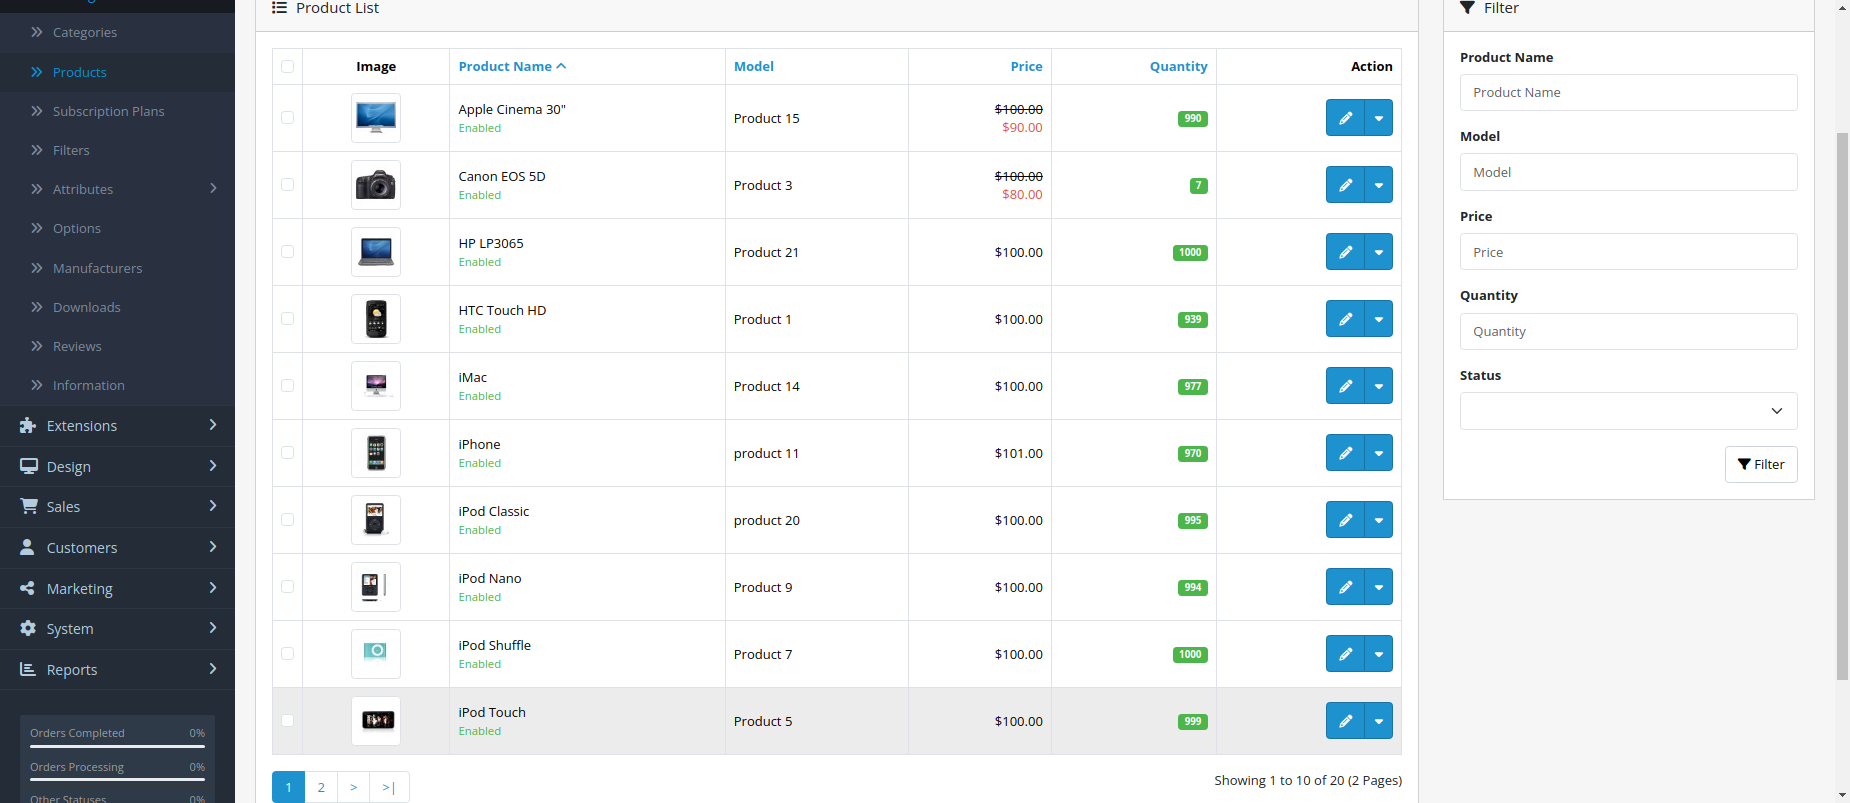 Categories
Products
Subscription Plans
Filters
Attributes
Options
Manufacturers
Downloads
Reviews
Information
Extensions
Design
Sales
Customers
Marketing
System
Reports
Orders Completed 0%
Orders Processing 0%
Other Statuses 0%
Product List
Image Product Name Model Price Quantity Action
Apple Cinema 30"
Enabled
Product 15
$100.00
$90.00
990
Canon EOS 5D
Enabled
Product 3
$100.00
$80.00
7
HP LP3065
Enabled
Product 21
$100.00
1000
HTC Touch HD
Enabled
Product 1
$100.00
939
iMac
Enabled
Product 14
$100.00
977
iPhone
Enabled
product 11
$101.00
970
iPod Classic
Enabled
product 20
$100.00
995
iPod Nano
Enabled
Product 9
$100.00
994
iPod Shuffle
Enabled
Product 7
$100.00
1000
iPod Touch
Enabled
Product 5
$100.00
999
1 2 > >|
Showing 1 to 10 of 20 (2 Pages)
Filter
Product Name
Product Name
Model
Model
Price
Price
Quantity
Quantity
Status
Filter